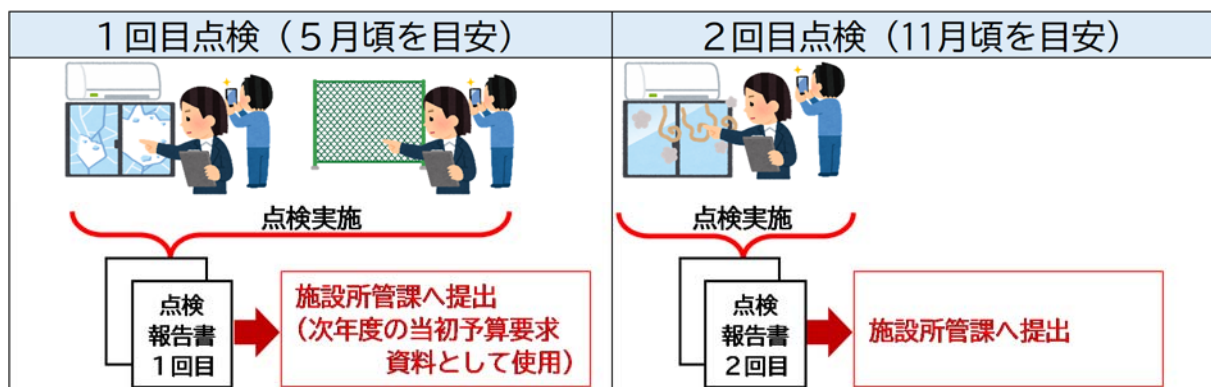 １回目点検（５月頃を目安）
２回目点検（11月頃を目安）
点検実施
点検
報告書
１回目
施設所管課へ提出
（次年度の当初予算要求
資料として使用）
点検実施
点検
報告書
２回目
施設所管課へ提出